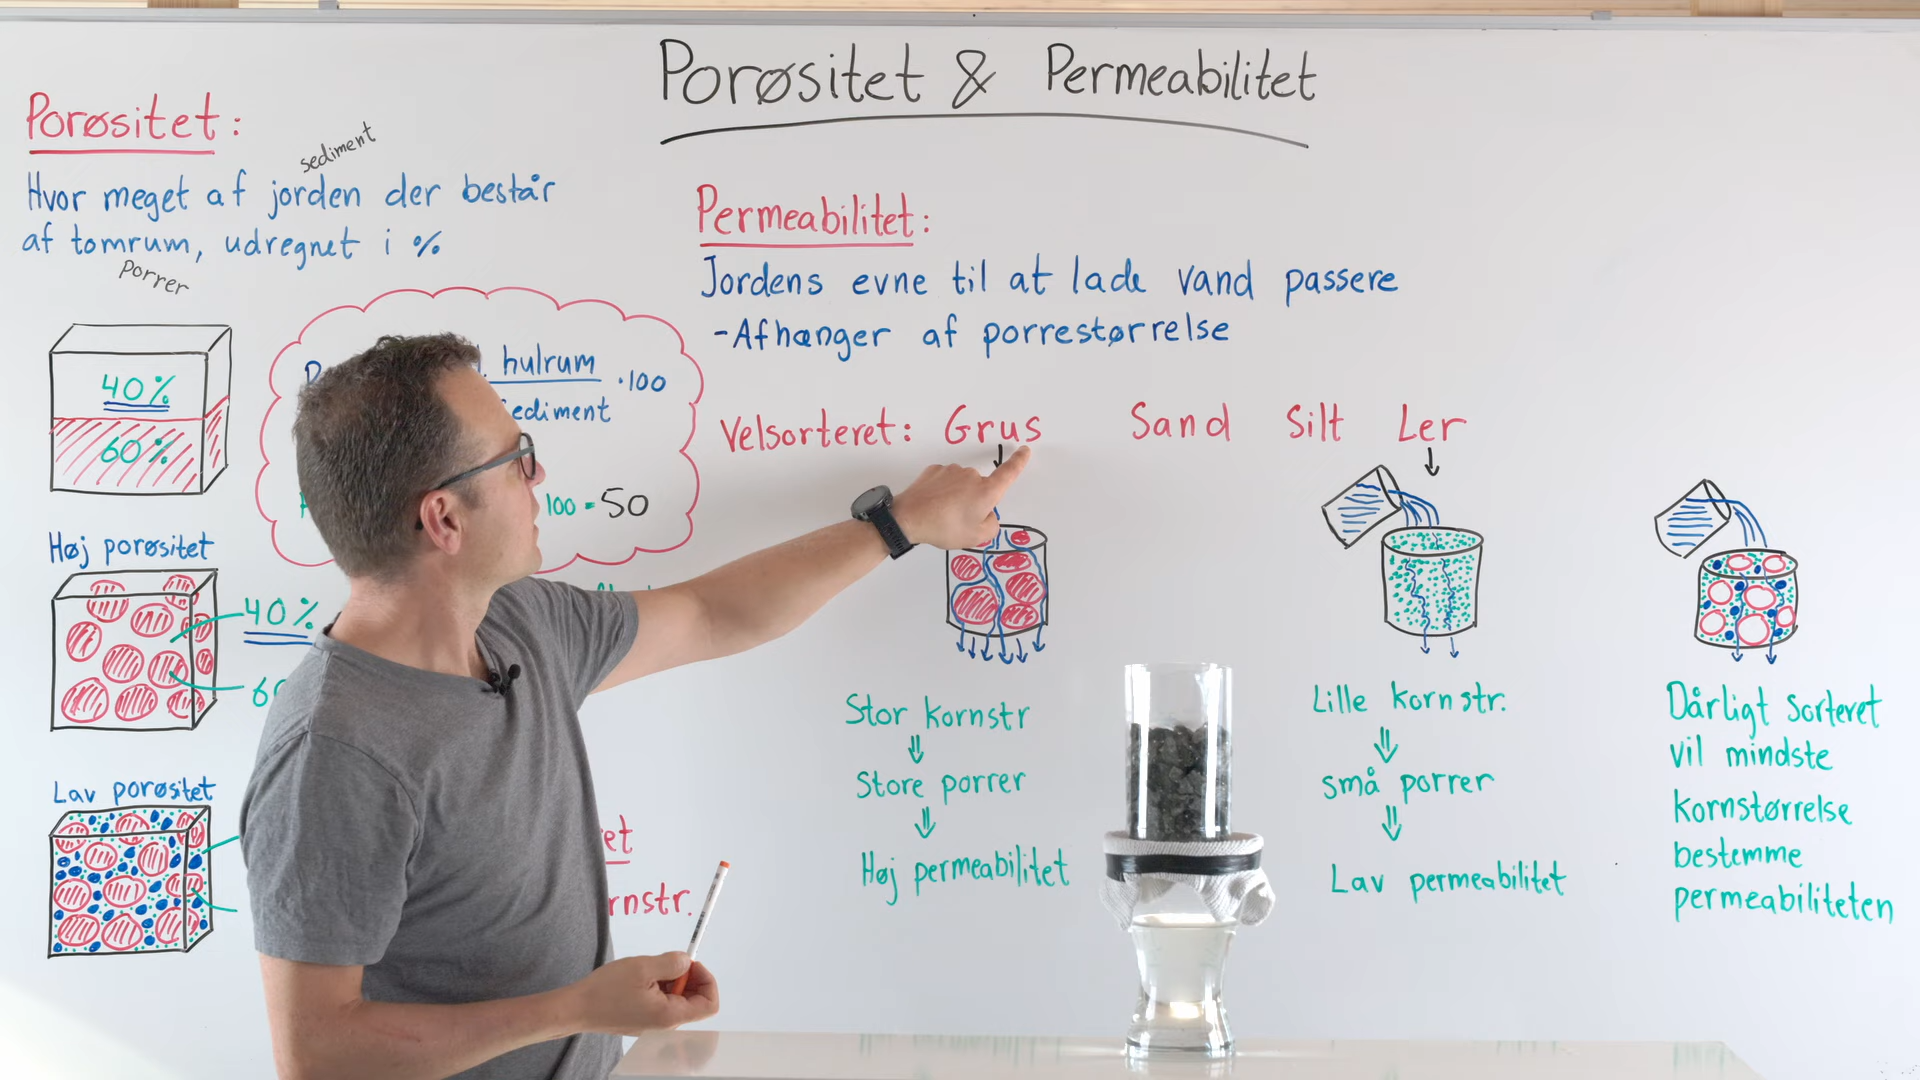 Porøsitet & Permeabilitet
Porøsitet:
sediment
Hvor meget af jorden der består
af tomrum, udregnet i %
Porrer
40%
60%
hulrum
·100
ediment
100 = 50
Høj porøsitet
40%
Lav porøsitet
et
rnstr.
Permeabilitet:
Jordens evne til at lade vand passere
- Afhænger af porrestørrelse
Velsorteret: Grus Sand Silt Ler
Stor kornstr
⇓
Store porrer
⇓
Høj permeabilitet
Lille kornstr.
⇓
små porrer
⇓
Lav permeabilitet
Dårligt sorteret
vil mindste
kornstørrelse
bestemme
permeabiliteten